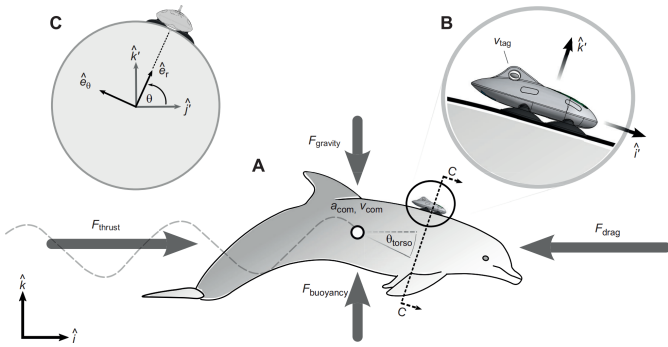 C
k̂′
ê_r
ê_θ
θ
ĵ′
B
v_tag
k̂′
î′
A
F_gravity
C
a_com, v_com
F_thrust
θ_torso
F_drag
F_buoyancy
C
k̂
î